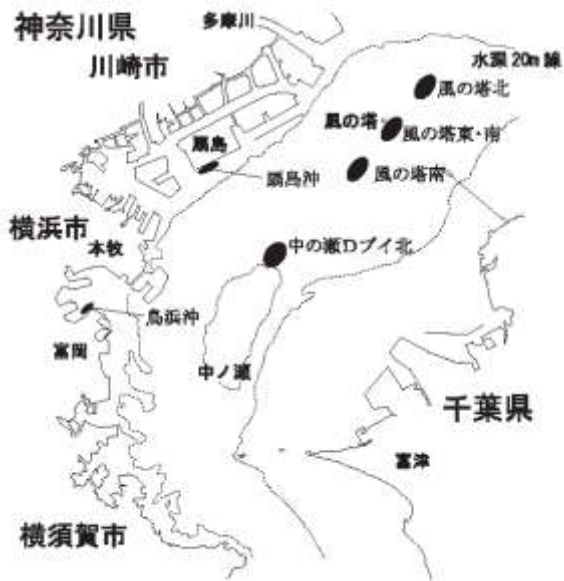 神奈川県
多摩川
川崎市
水深20m線
風の塔北
風の塔
風の塔東・南
扇島
扇島沖
風の塔南
横浜市
本牧
中の瀬Dブイ北
鳥浜沖
富岡
中ノ瀬
千葉県
富津
横須賀市